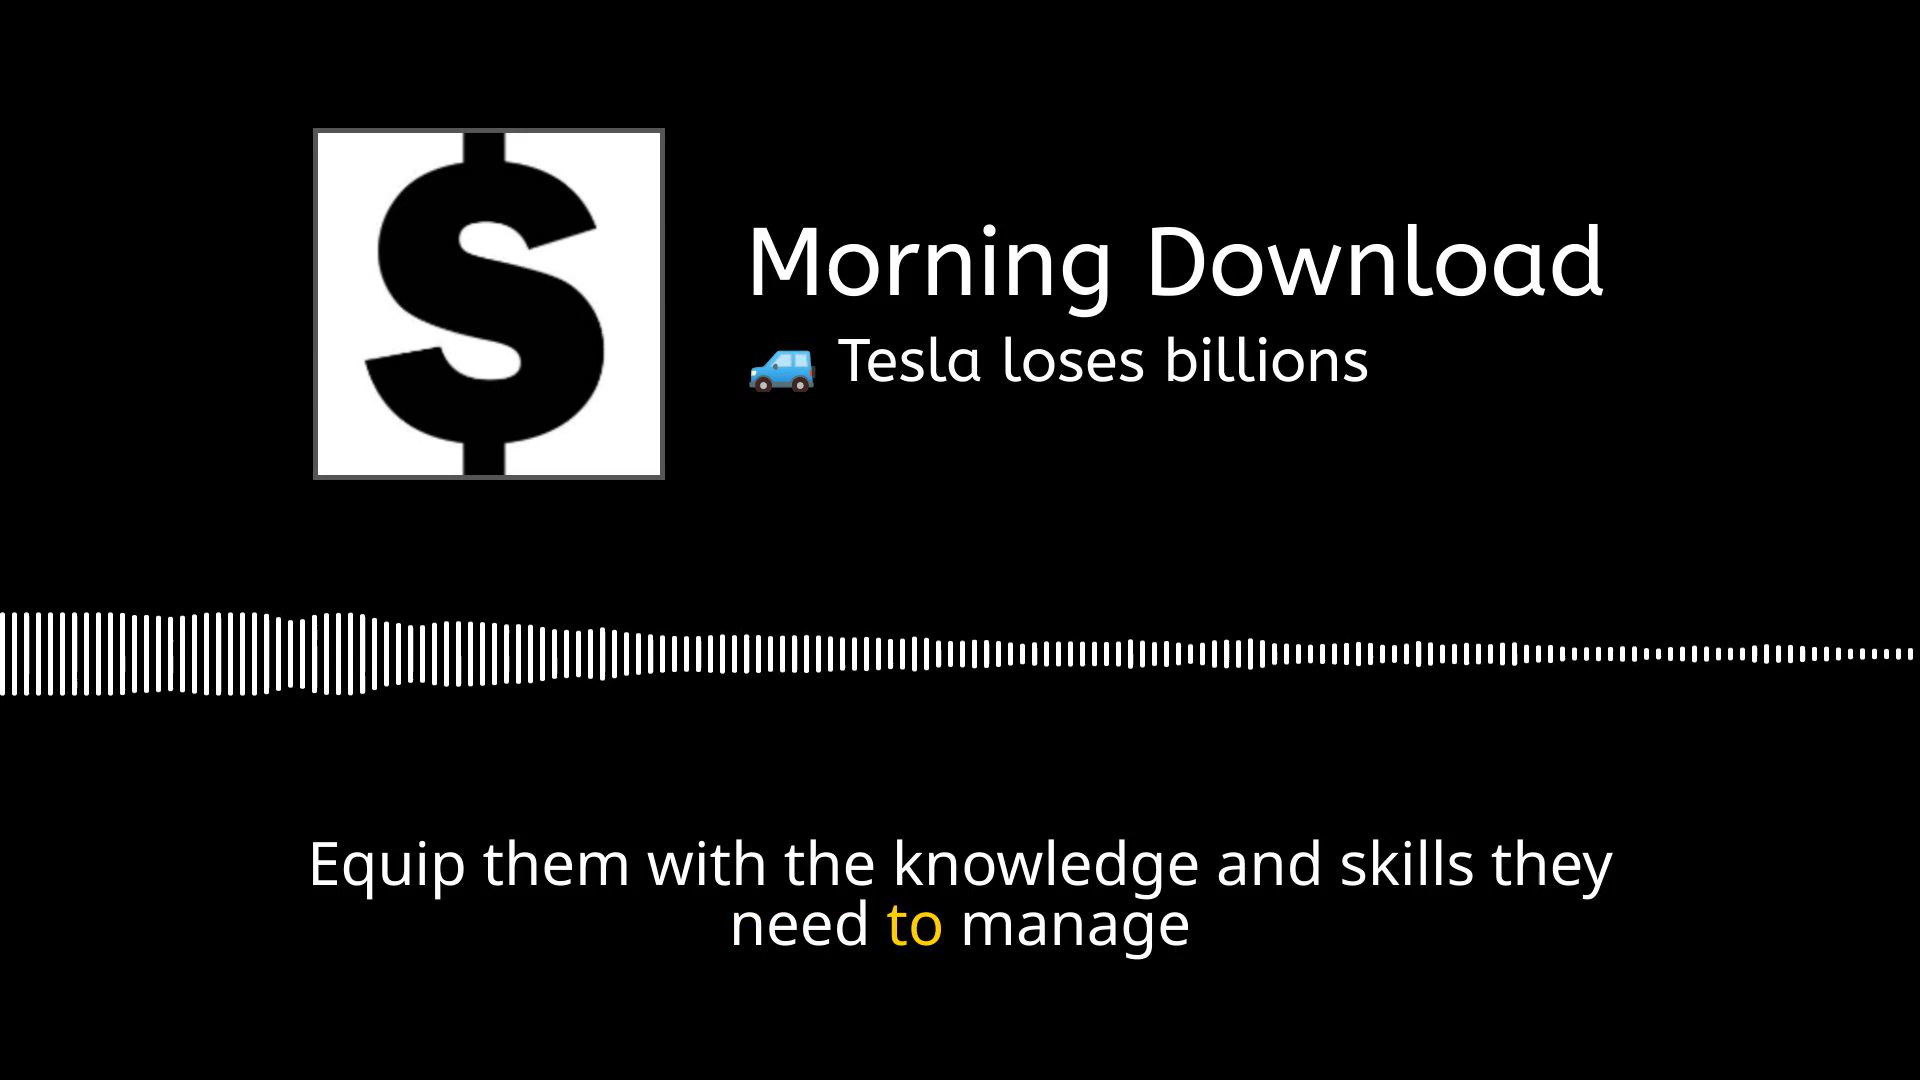 $
Morning Download
🚙 Tesla loses billions
Equip them with the knowledge and skills they
need to manage